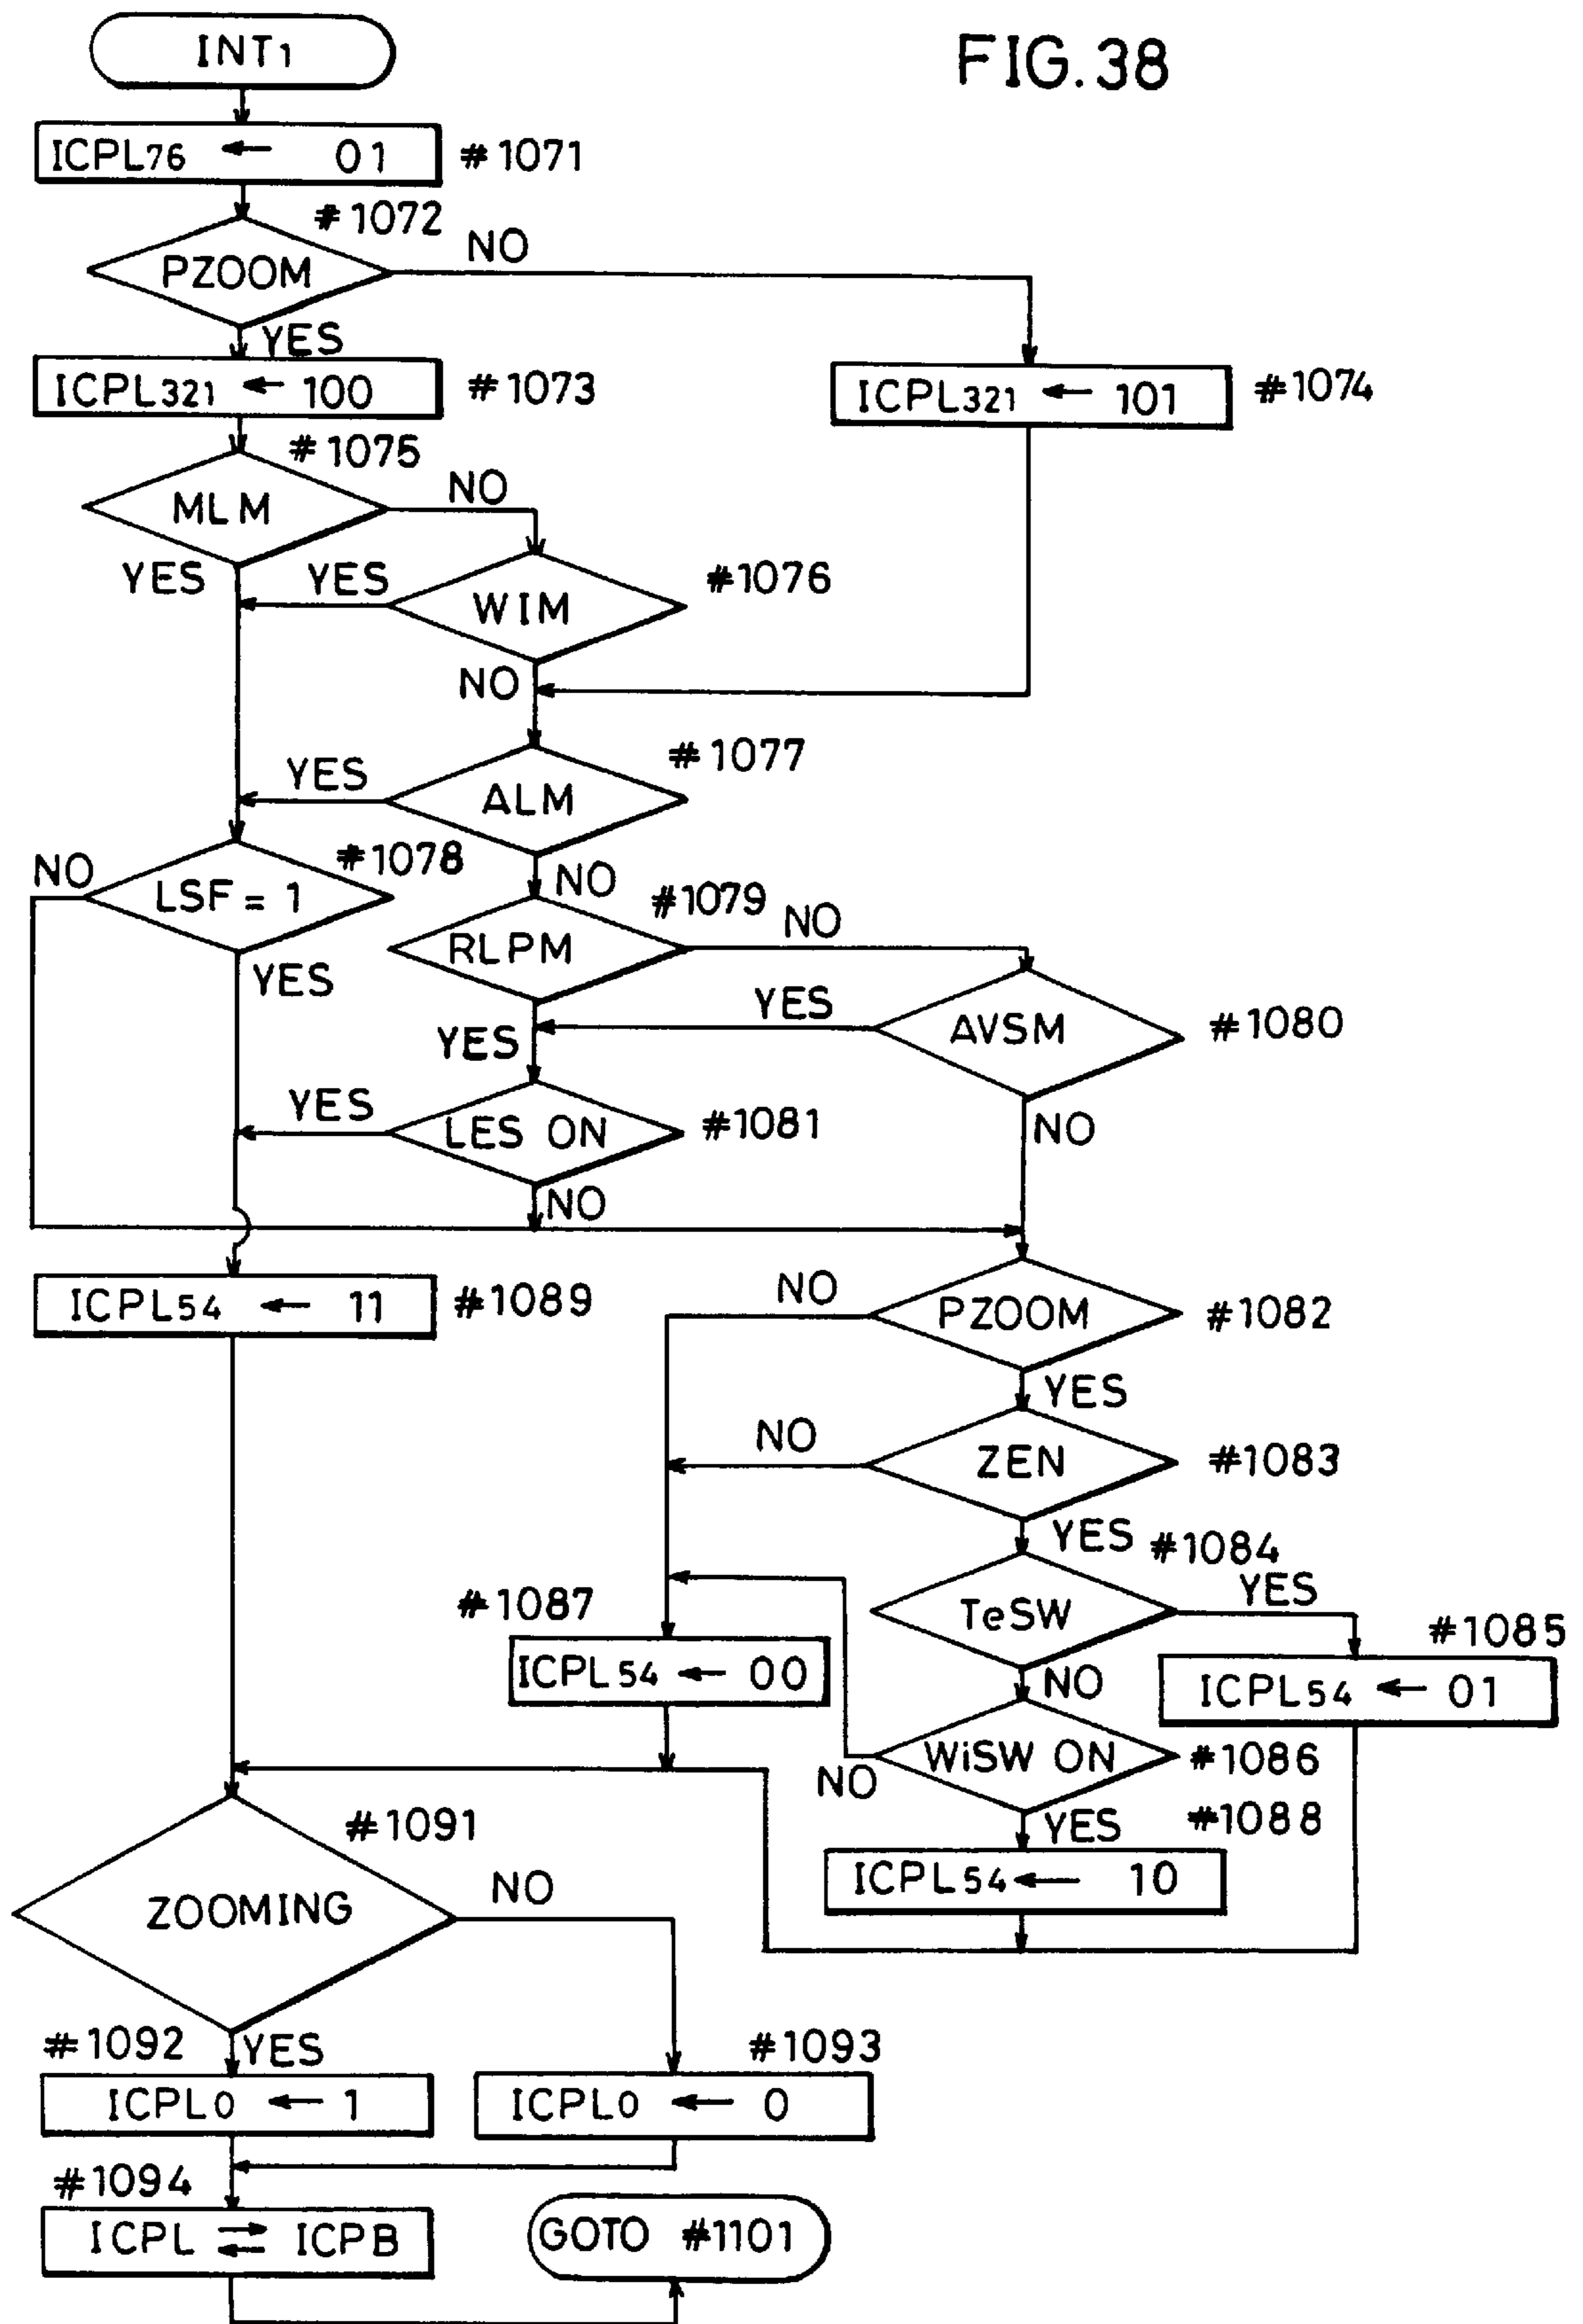 INT1
FIG.38
ICPL76 ← 01 #1071
#1072
PZOOM NO
YES
ICPL321 ← 100 #1073
ICPL321 ← 101 #1074
#1075
MLM NO
YES YES WIM #1076
NO
#1077
YES ALM
#1078
NO LSF = 1 NO
#1079
RLPM NO
YES YES AVSM #1080
YES
YES LES ON #1081
NO
NO
ICPL54 ← 11 #1089
NO PZOOM #1082
YES
NO ZEN #1083
YES #1084
TeSW YES
#1087 #1085
ICPL54 ← 00 NO ICPL54 ← 01
WiSW ON #1086
NO
YES #1088
#1091
ICPL54 ← 10
ZOOMING NO
#1092 YES #1093
ICPL0 ← 1 ICPL0 ← 0
#1094
ICPL ⇄ ICPB GOTO #1101